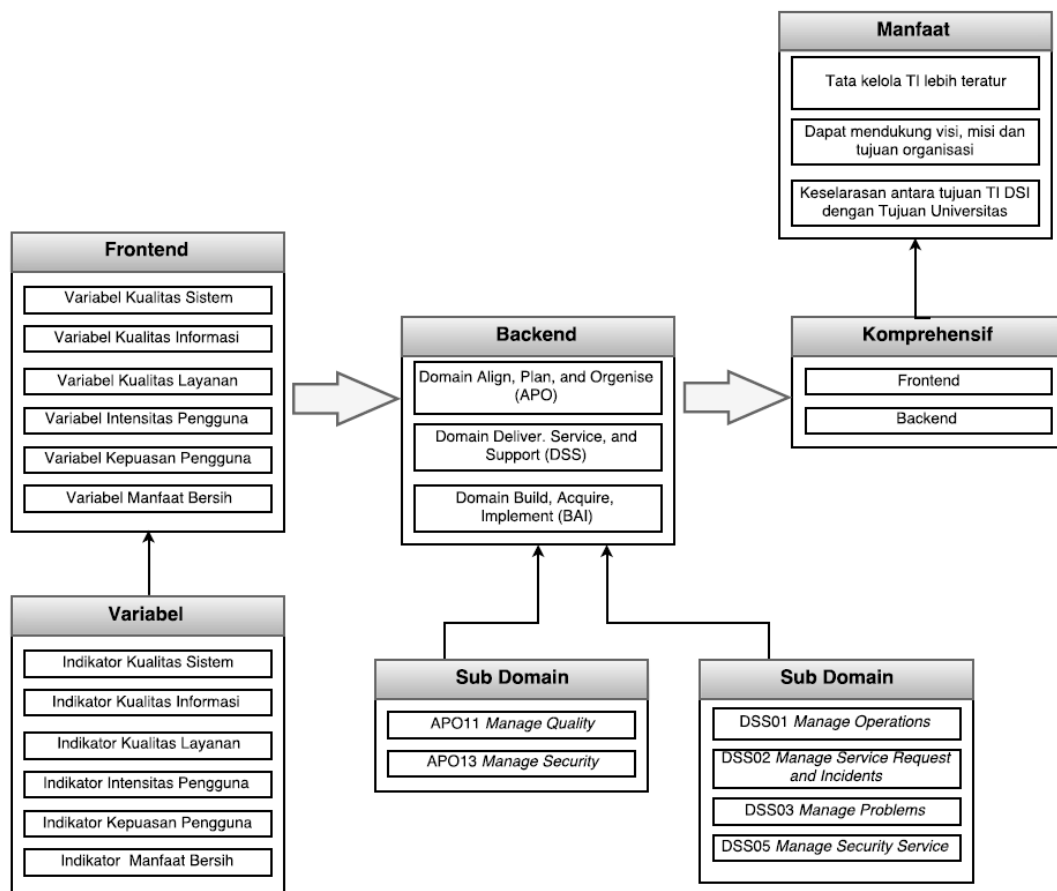 Manfaat
Tata kelola TI lebih teratur
Dapat mendukung visi, misi dan
tujuan organisasi
Keselarasan antara tujuan TI DSI
dengan Tujuan Universitas
Frontend
Variabel Kualitas Sistem
Variabel Kualitas Informasi
Variabel Kualitas Layanan
Variabel Intensitas Pengguna
Variabel Kepuasan Pengguna
Variabel Manfaat Bersih
Backend
Domain Align, Plan, and Orgenise
(APO)
Domain Deliver. Service, and
Support (DSS)
Domain Build, Acquire,
Implement (BAI)
Komprehensif
Frontend
Backend
Variabel
Indikator Kualitas Sistem
Indikator Kualitas Informasi
Indikator Kualitas Layanan
Indikator Intensitas Pengguna
Indikator Kepuasan Pengguna
Indikator Manfaat Bersih
Sub Domain
APO11 Manage Quality
APO13 Manage Security
Sub Domain
DSS01 Manage Operations
DSS02 Manage Service Request
and Incidents
DSS03 Manage Problems
DSS05 Manage Security Service